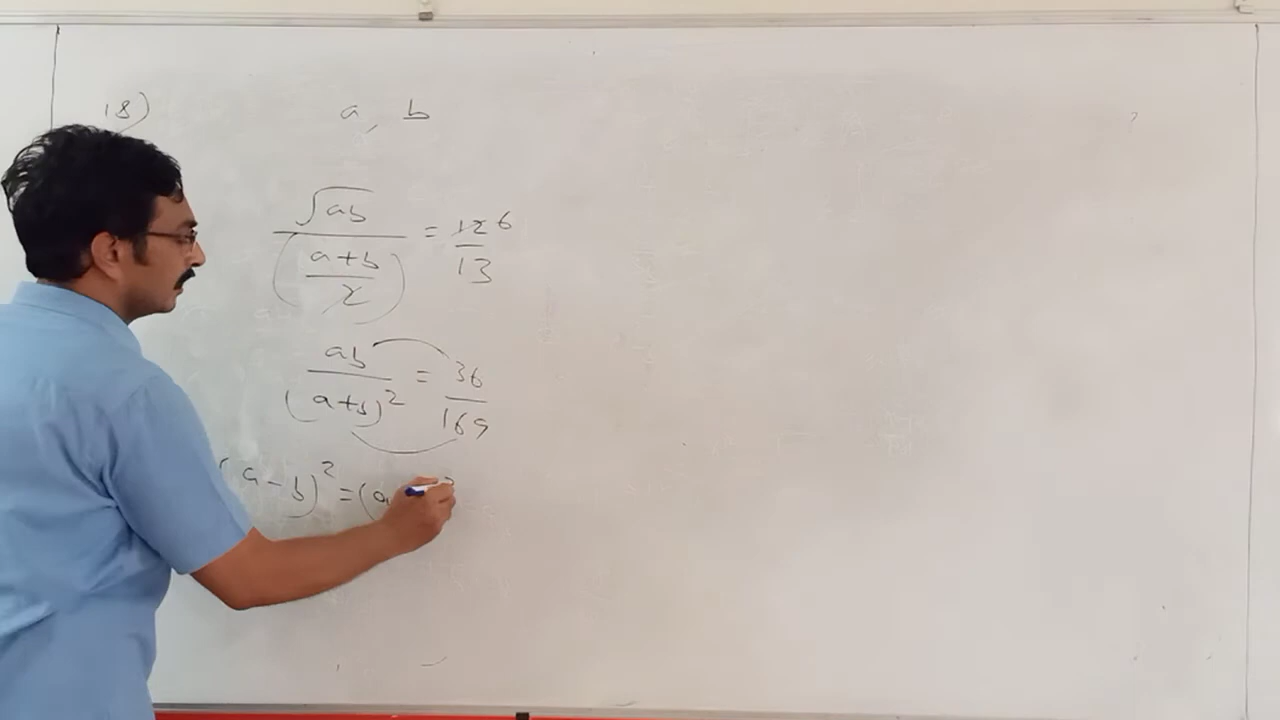 18)
a, b
√ab / ((a+b)/2) = 12 6 / 13
ab / (a+b)² = 36 / 169
(a-b)² = (a